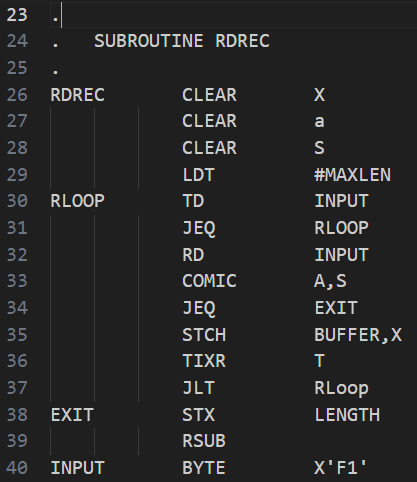 23 .
24 . SUBROUTINE RDREC
25 .
26 RDREC CLEAR X
27 CLEAR a
28 CLEAR S
29 LDT #MAXLEN
30 RLOOP TD INPUT
31 JEQ RLOOP
32 RD INPUT
33 COMIC A,S
34 JEQ EXIT
35 STCH BUFFER,X
36 TIXR T
37 JLT RLoop
38 EXIT STX LENGTH
39 RSUB
40 INPUT BYTE X'F1'